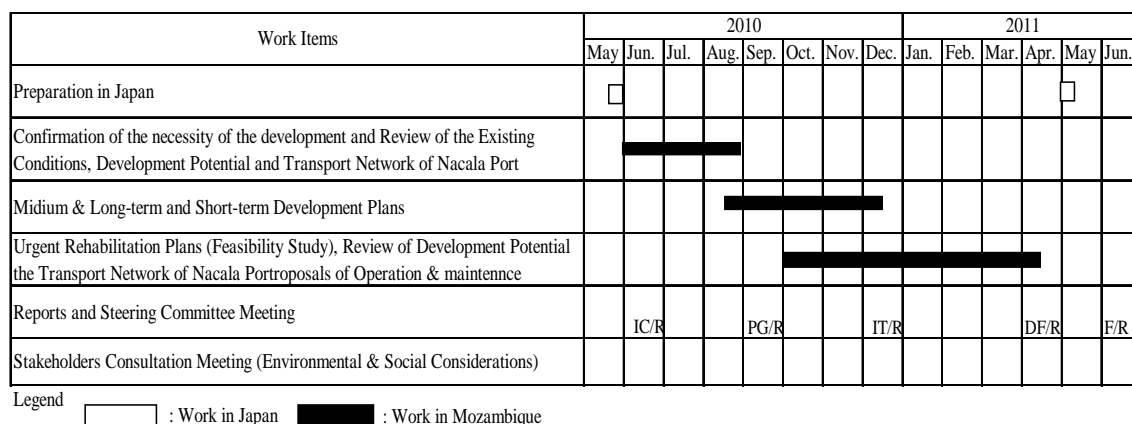 Work Items
2010
2011
May Jun. Jul. Aug. Sep. Oct. Nov. Dec. Jan. Feb. Mar. Apr. May Jun.
Preparation in Japan
Confirmation of the necessity of the development and Review of the Existing
Conditions, Development Potential and Transport Network of Nacala Port
Midium & Long-term and Short-term Development Plans
Urgent Rehabilitation Plans (Feasibility Study), Review of Development Potential
the Transport Network of Nacala Portroposals of Operation & maintennce
Reports and Steering Committee Meeting
IC/R PG/R IT/R DF/R F/R
Stakeholders Consultation Meeting (Environmental & Social Considerations)
Legend
: Work in Japan : Work in Mozambique